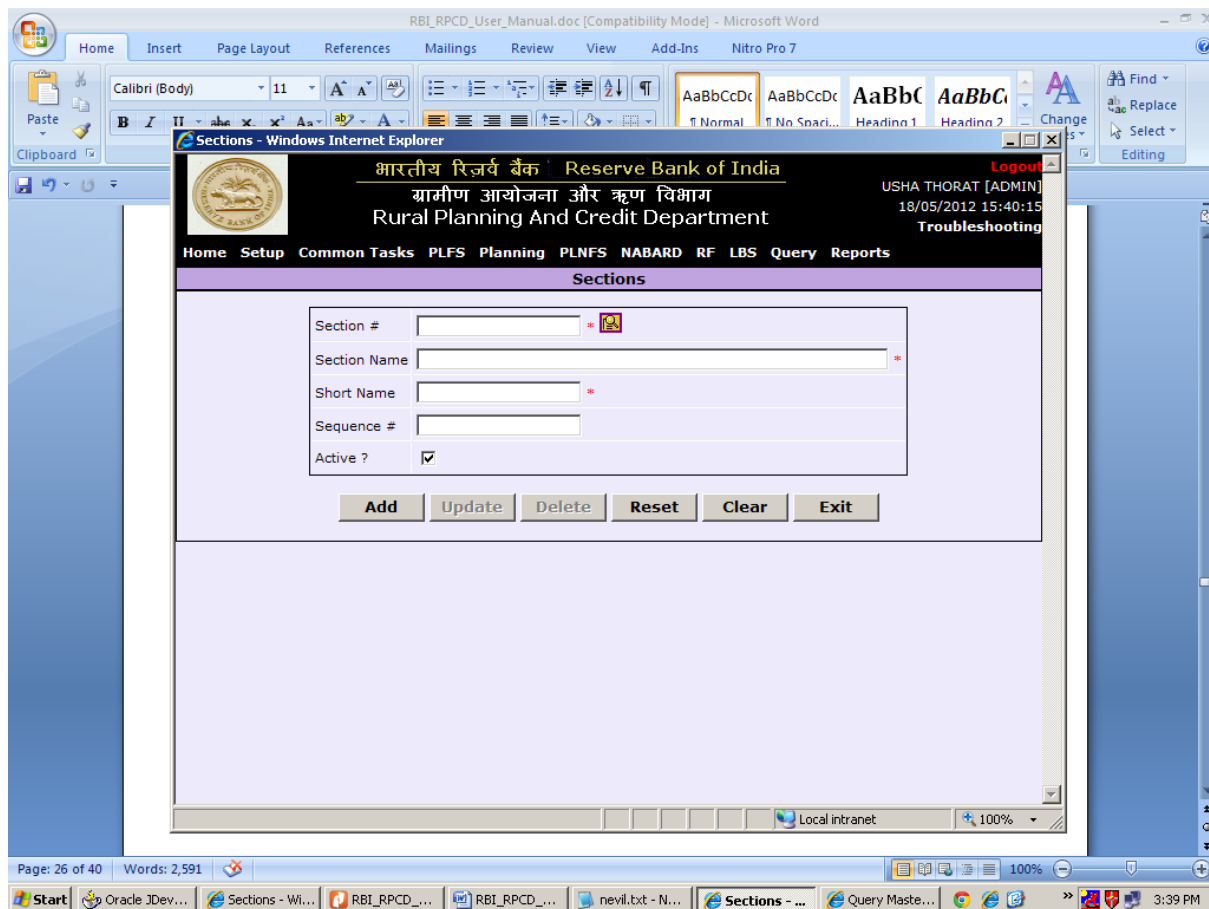 RBI_RPCD_User_Manual.doc [Compatibility Mode] - Microsoft Word
Home Insert Page Layout References Mailings Review View Add-Ins Nitro Pro 7
Paste
Clipboard
Calibri (Body) 11
AaBbCcDc AaBbCcDc AaBbC AaBbC
¶ Normal ¶ No Spaci... Heading 1 Heading 2
Change
Find
Replace
Select
Editing
Sections - Windows Internet Explorer
भारतीय रिज़र्व बैंक Reserve Bank of India
ग्रामीण आयोजना और ऋण विभाग
Rural Planning And Credit Department
Logout
USHA THORAT [ADMIN]
18/05/2012 15:40:15
Troubleshooting
Home Setup Common Tasks PLFS Planning PLNFS NABARD RF LBS Query Reports
Sections
Section # *
Section Name *
Short Name *
Sequence #
Active ?
Add Update Delete Reset Clear Exit
Local intranet 100%
Page: 26 of 40 Words: 2,591 100%
Start Oracle JDev... Sections - Wi... RBI_RPCD_... RBI_RPCD_... nevil.txt - N... Sections - ... Query Maste... 3:39 PM